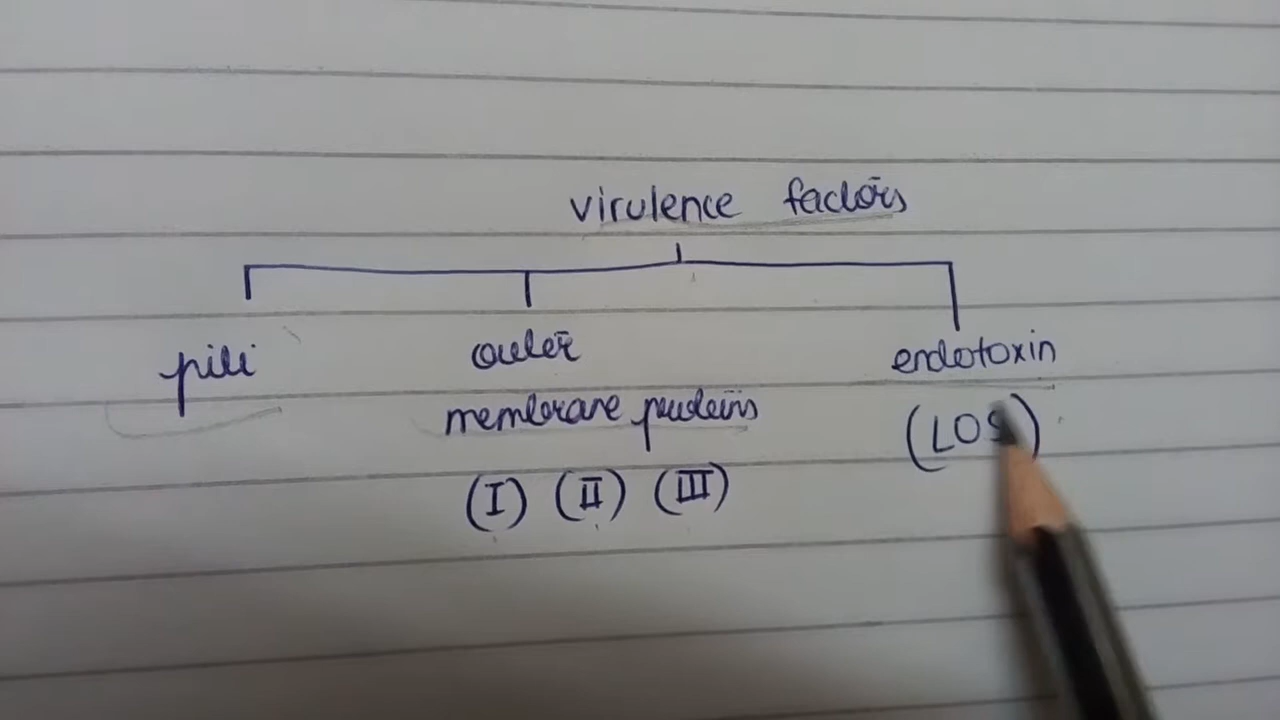 virulence factors
pili
outer
membrane proteins
(I) (II) (III)
endotoxin
(LOS)